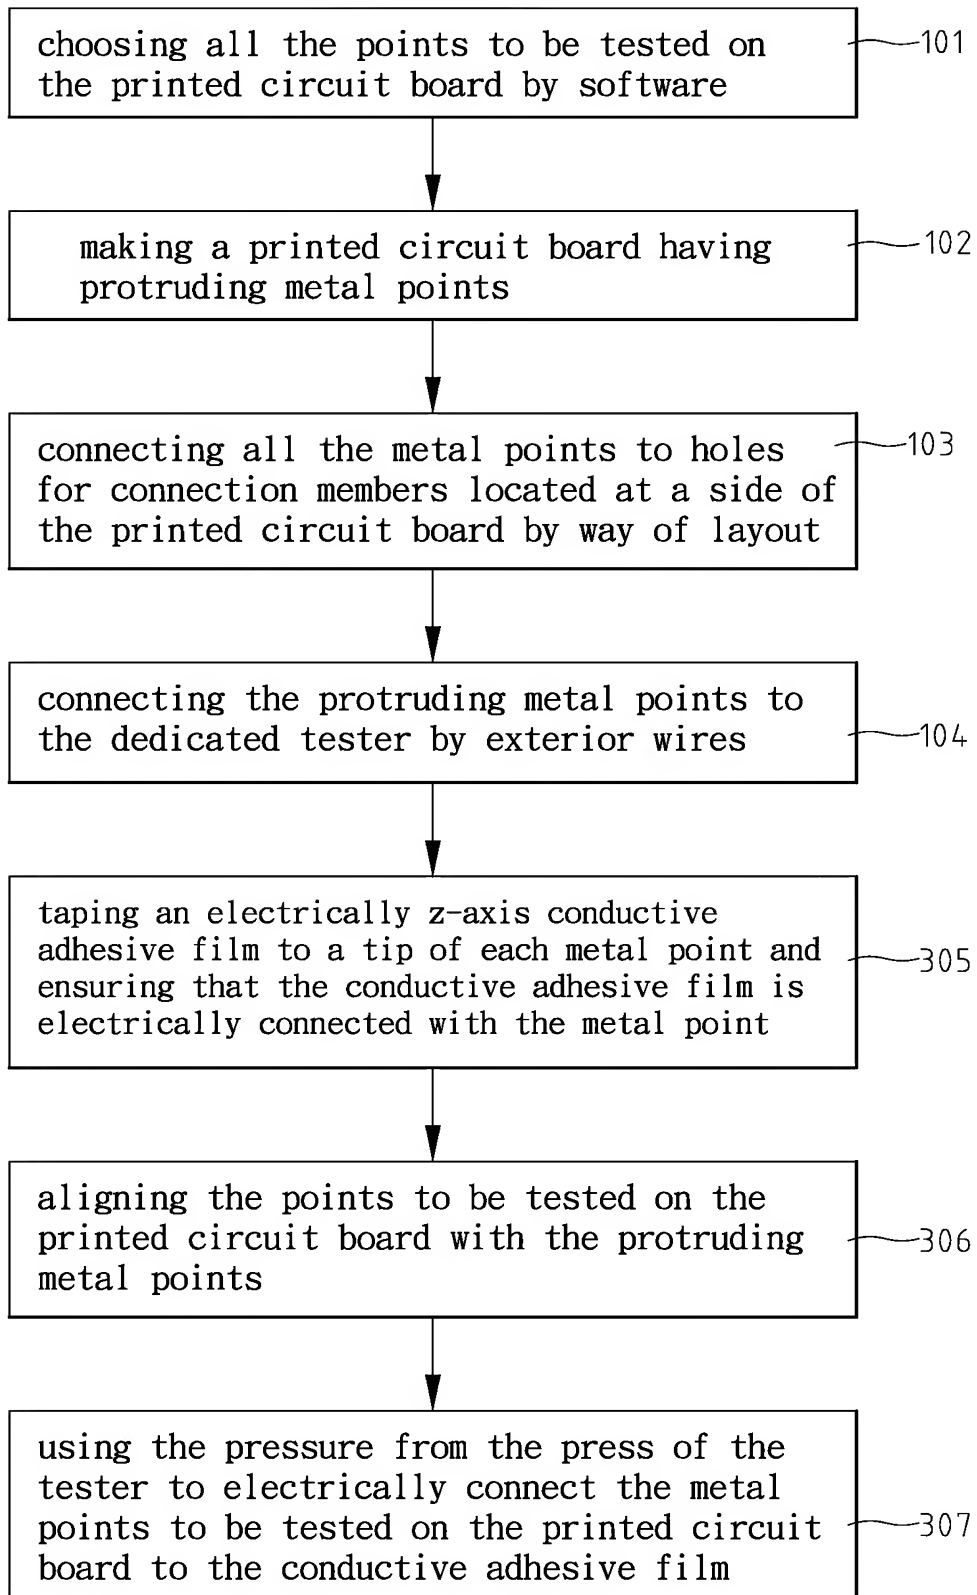 choosing all the points to be tested on
the printed circuit board by software
101
making a printed circuit board having
protruding metal points
102
connecting all the metal points to holes
for connection members located at a side of
the printed circuit board by way of layout
103
connecting the protruding metal points to
the dedicated tester by exterior wires
104
taping an electrically z-axis conductive
adhesive film to a tip of each metal point and
ensuring that the conductive adhesive film is
electrically connected with the metal point
305
aligning the points to be tested on the
printed circuit board with the protruding
metal points
306
using the pressure from the press of the
tester to electrically connect the metal
points to be tested on the printed circuit
board to the conductive adhesive film
307